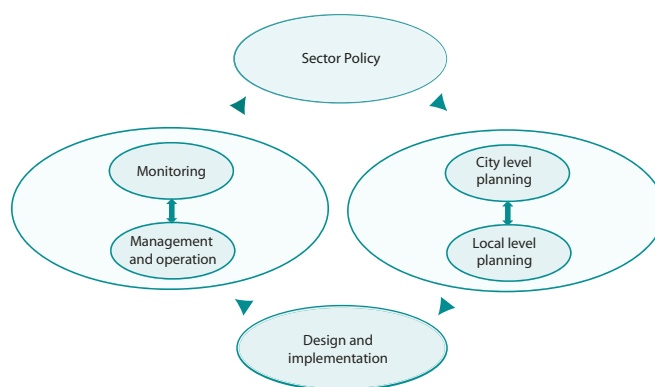 Sector Policy
Monitoring
Management
and operation
City level
planning
Local level
planning
Design and
implementation